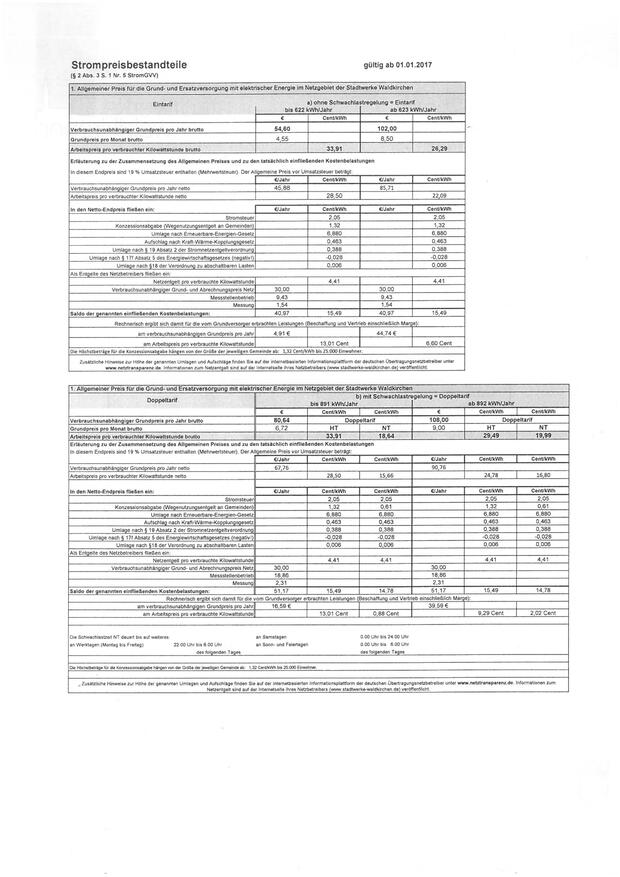 Strompreisbestandteile gültig ab 01.01.2017
(§ 2 Abs. 3 S. 1 Nr. 5 StromGVV)
1. Allgemeiner Preis für die Grund- und Ersatzversorgung mit elektrischer Energie im Netzgebiet der Stadtwerke Waldkirchen
Eintarif a) ohne Schwachlastregelung = Eintarif
bis 622 kWh/Jahr ab 623 kWh/Jahr
€ Cent/kWh € Cent/kWh
Verbrauchsunabhängiger Grundpreis pro Jahr brutto 54,60 102,00
Grundpreis pro Monat brutto 4,55 8,50
Arbeitspreis pro verbrauchter Kilowattstunde brutto 33,91 26,29
Erläuterung zu der Zusammensetzung des Allgemeinen Preises und zu den tatsächlich einfließenden Kostenbelastungen
In diesem Endpreis sind 19 % Umsatzsteuer enthalten (Mehrwertsteuer). Der Allgemeine Preis vor Umsatzsteuer beträgt:
€/Jahr Cent/kWh €/Jahr Cent/kWh
Verbrauchsunabhängiger Grundpreis pro Jahr netto 45,88 85,71
Arbeitspreis pro verbrauchter Kilowattstunde netto 28,50 22,09
In den Netto-Endpreis fließen ein: €/Jahr Cent/kWh €/Jahr Cent/kWh
Stromsteuer 2,05 2,05
Konzessionsabgabe (Wegenutzungsentgelt an Gemeinden) 1,32 1,32
Umlage nach Erneuerbare-Energien-Gesetz 6,880 6,880
Aufschlag nach Kraft-Wärme-Kopplungsgesetz 0,463 0,463
Umlage nach § 19 Absatz 2 der Stromnetzentgeltverordnung) 0,388 0,388
Umlage nach § 17f Absatz 5 des Energiewirtschaftsgesetzes (negativ!) -0,028 -0,028
Umlage nach §18 der Verordnung zu abschaltbaren Lasten 0,006 0,006
Als Entgelte des Netzbetreibers fließen ein:
Netzentgelt pro verbrauchte Kilowattstunde 4,41 4,41
Verbrauchsunabhängiger Grund- und Abrechnungspreis Netz 30,00 30,00
Messstellenbetrieb 9,43 9,43
Messung 1,54 1,54
Saldo der genannten einfließenden Kostenbelastungen: 40,97 15,49 40,97 15,49
Rechnerisch ergibt sich damit für die vom Grundversorger erbrachten Leistungen (Beschaffung und Vertrieb einschließlich Marge):
am verbrauchsunabhängigen Grundpreis pro Jahr 4,91 € 44,74 €
am Arbeitspreis pro verbrauchte Kilowattstunde 13,01 Cent 6,60 Cent
Die Höchstbeträge für die Konzessionsabgabe hängen von der Größe der jeweiligen Gemeinde ab: 1,32 Cent/kWh bis 25.000 Einwohner.
Zusätzliche Hinweise zur Höhe der genannten Umlagen und Aufschläge finden Sie auf der internetbasierten Informationsplattform der deutschen Übertragungsnetzbetreiber unter
www.netztransparenz.de. Informationen zum Netzentgelt sind auf der Internetseite Ihres Netzbetreibers (www.stadtwerke-waldkirchen.de) veröffentlicht.
1. Allgemeiner Preis für die Grund- und Ersatzversorgung mit elektrischer Energie im Netzgebiet der Stadtwerke Waldkirchen
Doppeltarif b) mit Schwachlastregelung = Doppeltarif
bis 891 kWh/Jahr ab 892 kWh/Jahr
€ Cent/kWh Cent/kWh € Cent/kWh Cent/kWh
Verbrauchsunabhängiger Grundpreis pro Jahr brutto 80,64 Doppeltarif 108,00 Doppeltarif
Grundpreis pro Monat brutto 6,72 HT NT 9,00 HT NT
Arbeitspreis pro verbrauchter Kilowattstunde brutto 33,91 18,64 29,49 19,99
Erläuterung zu der Zusammensetzung des Allgemeinen Preises und zu den tatsächlich einfließenden Kostenbelastungen
In diesem Endpreis sind 19 % Umsatzsteuer enthalten (Mehrwertsteuer). Der Allgemeine Preis vor Umsatzsteuer beträgt:
€/Jahr Cent/kWh Cent/kWh €/Jahr Cent/kWh Cent/kWh
Verbrauchsunabhängiger Grundpreis pro Jahr netto 67,76 90,76
Arbeitspreis pro verbrauchter Kilowattstunde netto 28,50 15,66 24,78 16,80
In den Netto-Endpreis fließen ein: €/Jahr Cent/kWh Cent/kWh €/Jahr Cent/kWh Cent/kWh
Stromsteuer 2,05 2,05 2,05 2,05
Konzessionsabgabe (Wegenutzungsentgelt an Gemeinden) 1,32 0,61 1,32 0,61
Umlage nach Erneuerbare-Energien-Gesetz 6,880 6,880 6,880 6,880
Aufschlag nach Kraft-Wärme-Kopplungsgesetz 0,463 0,463 0,463 0,463
Umlage nach § 19 Absatz 2 der Stromnetzentgeltverordnung) 0,388 0,388 0,388 0,388
Umlage nach § 17f Absatz 5 des Energiewirtschaftsgesetzes (negativ!) -0,028 -0,028 -0,028 -0,028
Umlage nach §18 der Verordnung zu abschaltbaren Lasten 0,006 0,006 0,006 0,006
Als Entgelte des Netzbetreibers fließen ein:
Netzentgelt pro verbrauchte Kilowattstunde 4,41 4,41 4,41 4,41
Verbrauchsunabhängiger Grund- und Abrechnungspreis Netz 30,00 30,00
Messstellenbetrieb 18,86 18,86
Messung 2,31 2,31
Saldo der genannten einfließenden Kostenbelastungen: 51,17 15,49 14,78 51,17 15,49 14,78
Rechnerisch ergibt sich damit für die vom Grundversorger erbrachten Leistungen (Beschaffung und Vertrieb einschließlich Marge):
am verbrauchsunabhängigen Grundpreis pro Jahr 16,59 € 39,59 €
am Arbeitspreis pro verbrauchte Kilowattstunde 13,01 Cent 0,88 Cent 9,29 Cent 2,02 Cent
Die Schwachlastzeit NT dauert bis auf weiteres: an Samstagen 0.00 Uhr bis 24.00 Uhr
an Werktagen (Montag bis Freitag) 22.00 Uhr bis 6.00 Uhr an Sonn- und Feiertagen 0.00 Uhr bis 6.00 Uhr
des folgenden Tages des folgenden Tages
Die Höchstbeträge für die Konzessionsabgabe hängen von der Größe der jeweiligen Gemeinde ab: 1,32 Cent/kWh bis 25.000 Einwohner.
Zusätzliche Hinweise zur Höhe der genannten Umlagen und Aufschläge finden Sie auf der internetbasierten Informationsplattform der deutschen Übertragungsnetzbetreiber unter www.netztransparenz.de. Informationen zum
Netzentgelt sind auf der Internetseite Ihres Netzbetreibers (www.stadtwerke-waldkirchen.de) veröffentlicht.